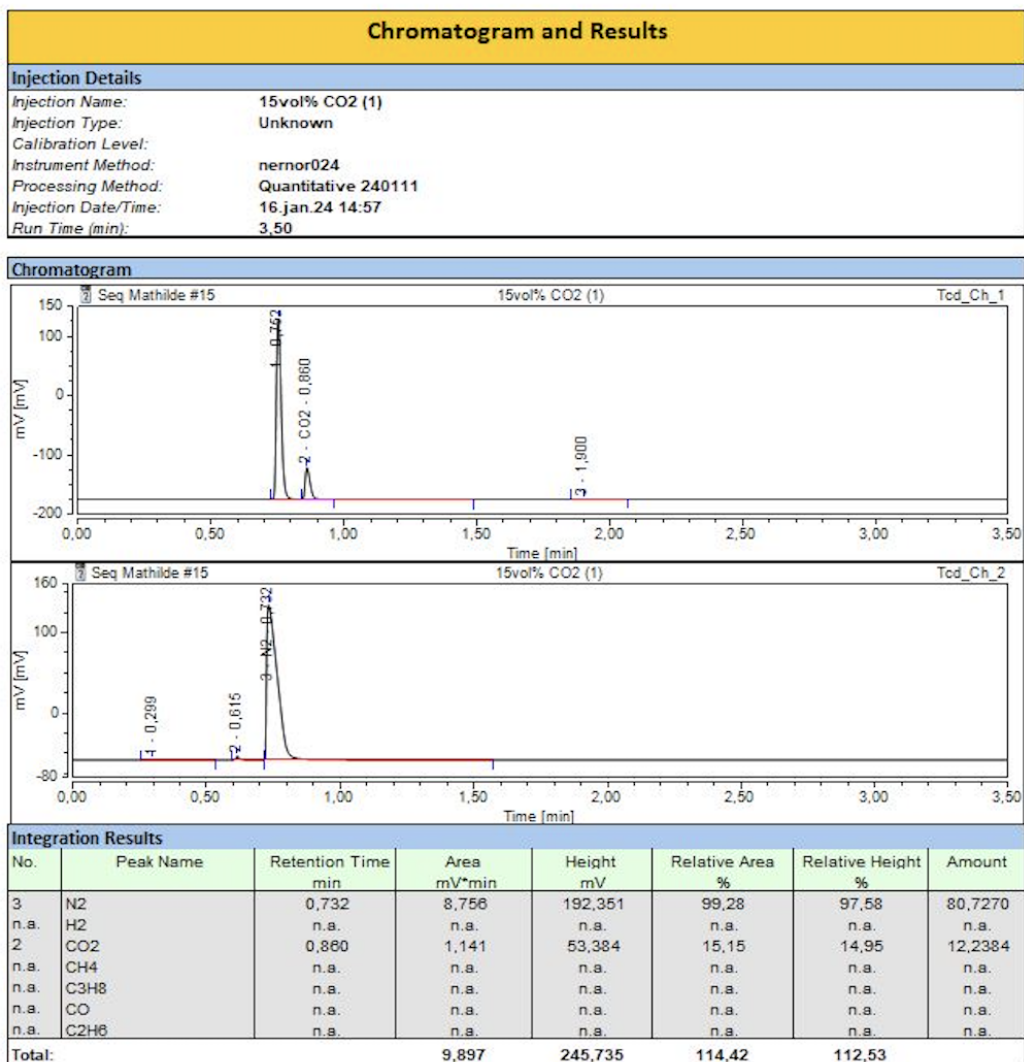 Chromatogram and Results
Injection Details
Injection Name: 15vol% CO2 (1)
Injection Type: Unknown
Calibration Level:
Instrument Method: nernor024
Processing Method: Quantitative 240111
Injection Date/Time: 16.jan.24 14:57
Run Time (min): 3,50
Chromatogram
2 Seq Mathilde #15 15vol% CO2 (1) Tcd_Ch_1
150
100
0
-100
-200
mV [mV]
1 - 0,752
2 - CO2 - 0,860
3 - 1,900
0,00 0,50 1,00 1,50 2,00 2,50 3,00 3,50
Time [min]
2 Seq Mathilde #15 15vol% CO2 (1) Tcd_Ch_2
160
100
0
-80
mV [mV]
1 - 0,299
2 - 0,615
3 - N2 - 0,732
0,00 0,50 1,00 1,50 2,00 2,50 3,00 3,50
Time [min]
Integration Results
No. Peak Name Retention Time Area Height Relative Area Relative Height Amount
min mV*min mV % %
3 N2 0,732 8,756 192,351 99,28 97,58 80,7270
n.a. H2 n.a. n.a. n.a. n.a. n.a. n.a.
2 CO2 0,860 1,141 53,384 15,15 14,95 12,2384
n.a. CH4 n.a. n.a. n.a. n.a. n.a. n.a.
n.a. C3H8 n.a. n.a. n.a. n.a. n.a. n.a.
n.a. CO n.a. n.a. n.a. n.a. n.a. n.a.
n.a. C2H6 n.a. n.a. n.a. n.a. n.a. n.a.
Total: 9,897 245,735 114,42 112,53